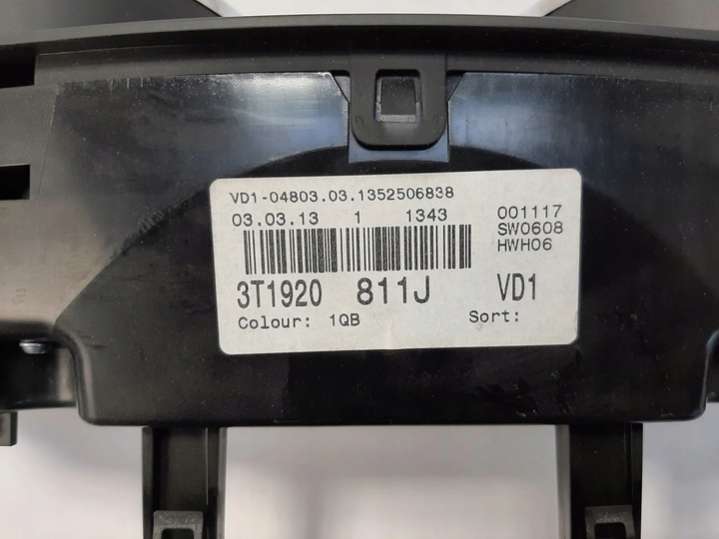 VD1-04803.03.1352506838
03.03.13 1 1343 001117
SW0608
HWH06
3T1920 811J VD1
Colour: 1QB Sort: